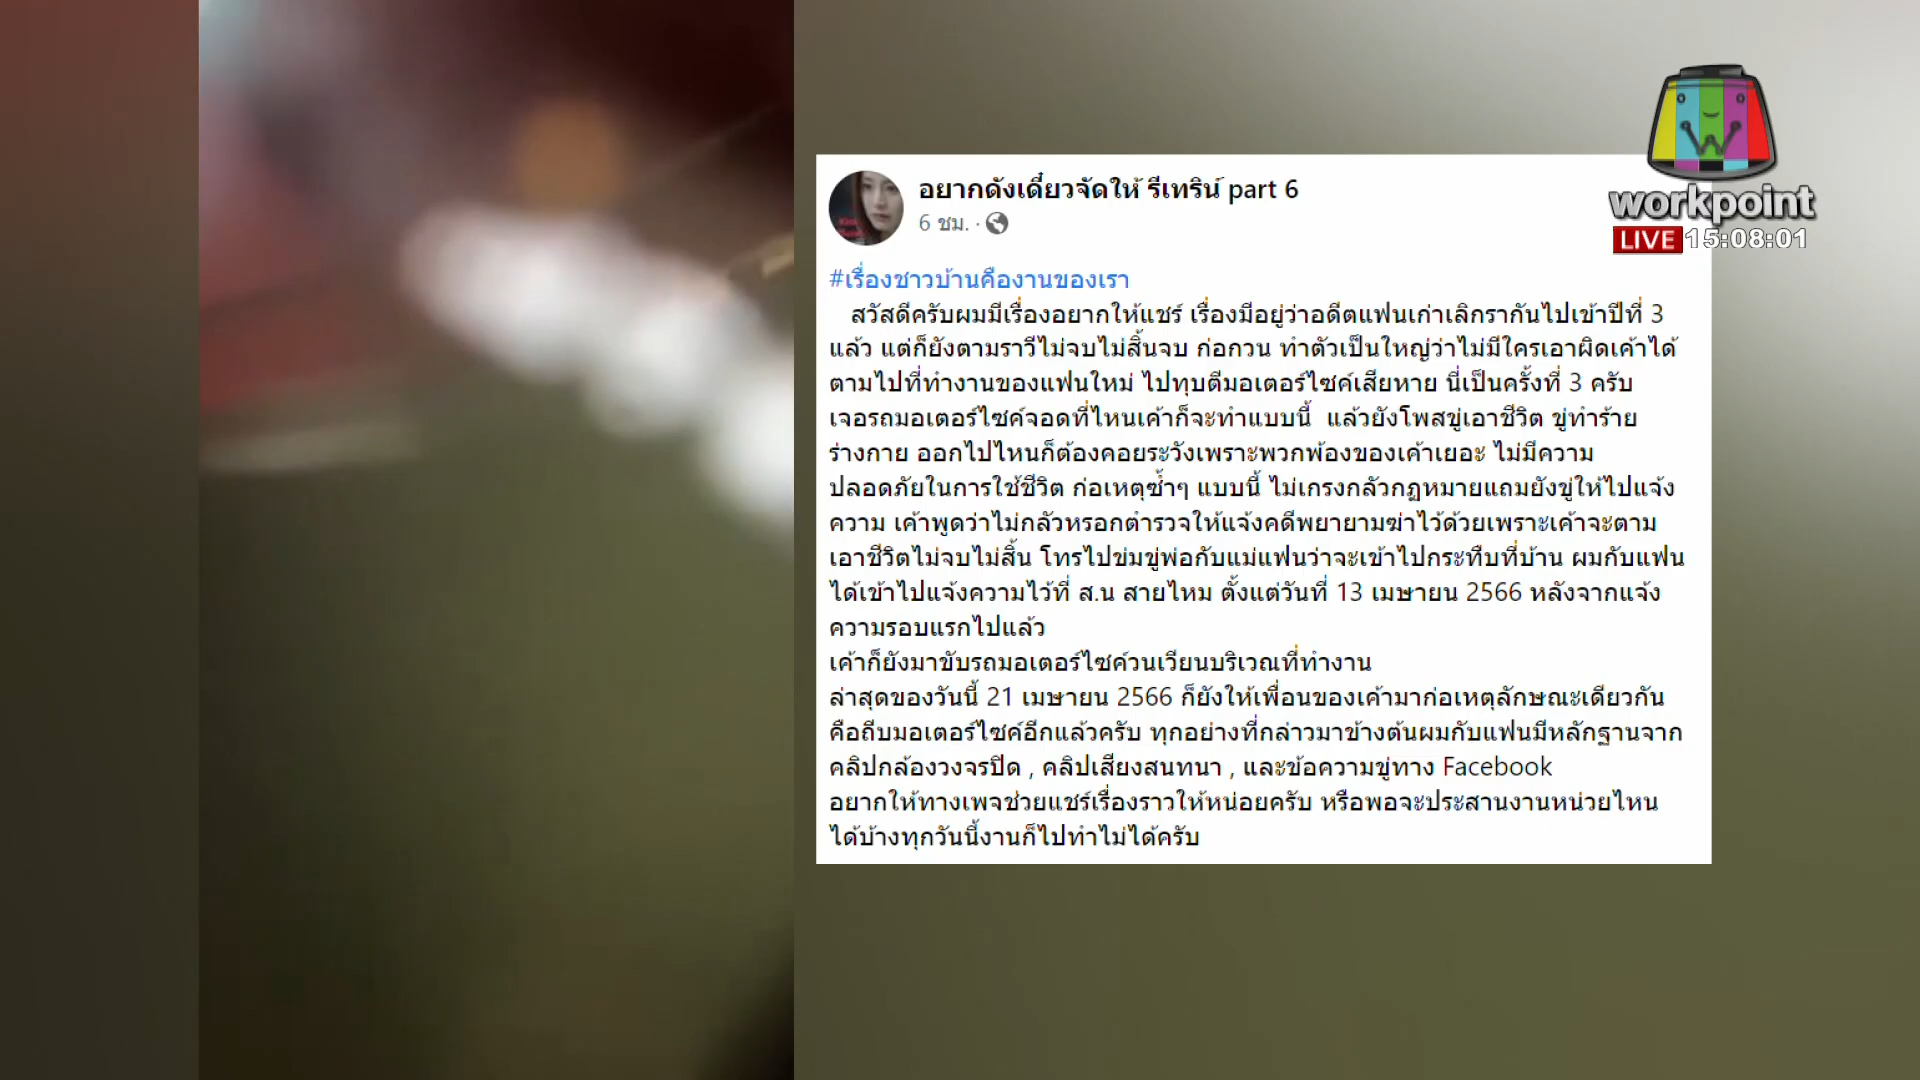 workpoint
LIVE 15:08:01
อยากดังเดี๋ยวจัดให้ รีเทริน์ part 6
6 ชม.
#เรื่องชาวบ้านคืองานของเรา
สวัสดีครับผมมีเรื่องอยากให้แชร์ เรื่องมีอยู่ว่าอดีตแฟนเก่าเลิกรากันไปเข้าปีที่ 3
แล้ว แต่ก็ยังตามราวีไม่จบไม่สิ้นจบ ก่อกวน ทำตัวเป็นใหญ่ว่าไม่มีใครเอาผิดเค้าได้
ตามไปที่ทำงานของแฟนใหม่ ไปทุบตีมอเตอร์ไซค์เสียหาย นี่เป็นครั้งที่ 3 ครับ
เจอรถมอเตอร์ไซค์จอดที่ไหนเค้าก็จะทำแบบนี้ แล้วยังโพสขู่เอาชีวิต ขู่ทำร้าย
ร่างกาย ออกไปไหนก็ต้องคอยระวังเพราะพวกพ้องของเค้าเยอะ ไม่มีความ
ปลอดภัยในการใช้ชีวิต ก่อเหตุซ้ำๆ แบบนี้ ไม่เกรงกลัวกฏหมายแถมยังขู่ให้ไปแจ้ง
ความ เค้าพูดว่าไม่กลัวหรอกตำรวจให้แจ้งคดีพยายามฆ่าไว้ด้วยเพราะเค้าจะตาม
เอาชีวิตไม่จบไม่สิ้น โทรไปข่มขู่พ่อกับแม่แฟนว่าจะเข้าไปกระทืบที่บ้าน ผมกับแฟน
ได้เข้าไปแจ้งความไว้ที่ ส.น สายไหม ตั้งแต่วันที่ 13 เมษายน 2566 หลังจากแจ้ง
ความรอบแรกไปแล้ว
เค้าก็ยังมาขับรถมอเตอร์ไซค์วนเวียนบริเวณที่ทำงาน
ล่าสุดของวันนี้ 21 เมษายน 2566 ก็ยังให้เพื่อนของเค้ามาก่อเหตุลักษณะเดียวกัน
คือถีบมอเตอร์ไซค์อีกแล้วครับ ทุกอย่างที่กล่าวมาข้างต้นผมกับแฟนมีหลักฐานจาก
คลิปกล้องวงจรปิด , คลิปเสียงสนทนา , และข้อความขู่ทาง Facebook
อยากให้ทางเพจช่วยแชร์เรื่องราวให้หน่อยครับ หรือพอจะประสานงานหน่วยไหน
ได้บ้างทุกวันนี้งานก็ไปทำไม่ได้ครับ